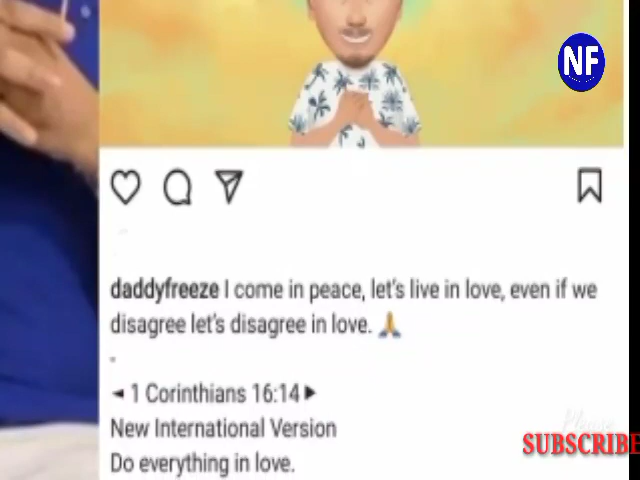 NF
daddyfreeze I come in peace, let's live in love, even if we
disagree let's disagree in love. 🙏
-
◄ 1 Corinthians 16:14 ►
New International Version
Do everything in love.
Please
SUBSCRIBE